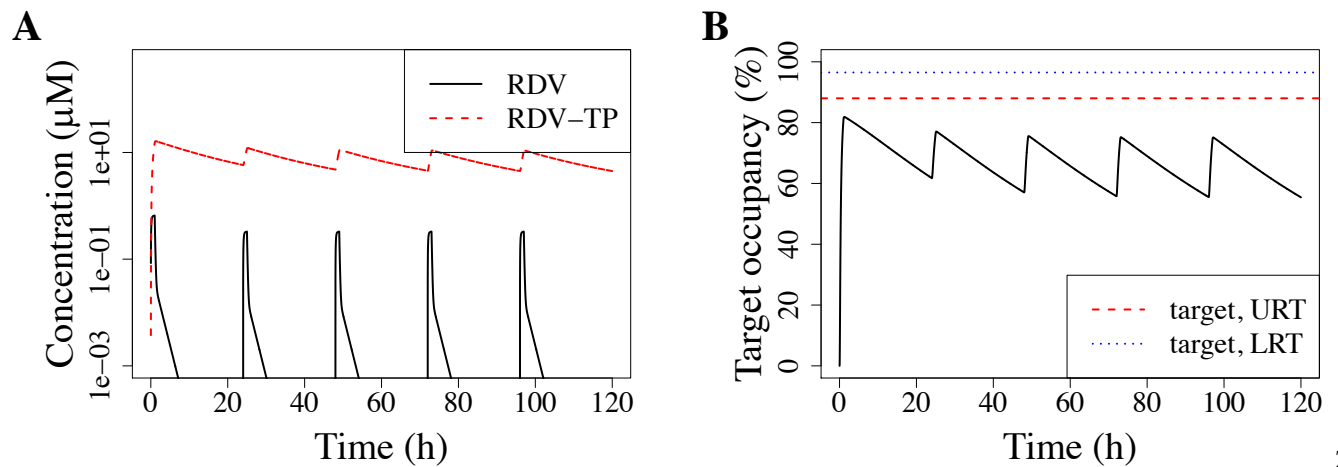 A
Concentration (μM)
1e+01
1e−01
1e−03
RDV
RDV−TP
0 20 40 60 80 100 120
Time (h)
B
Target occupancy (%)
100
80
60
40
20
0
target, URT
target, LRT
0 20 40 60 80 100 120
Time (h)